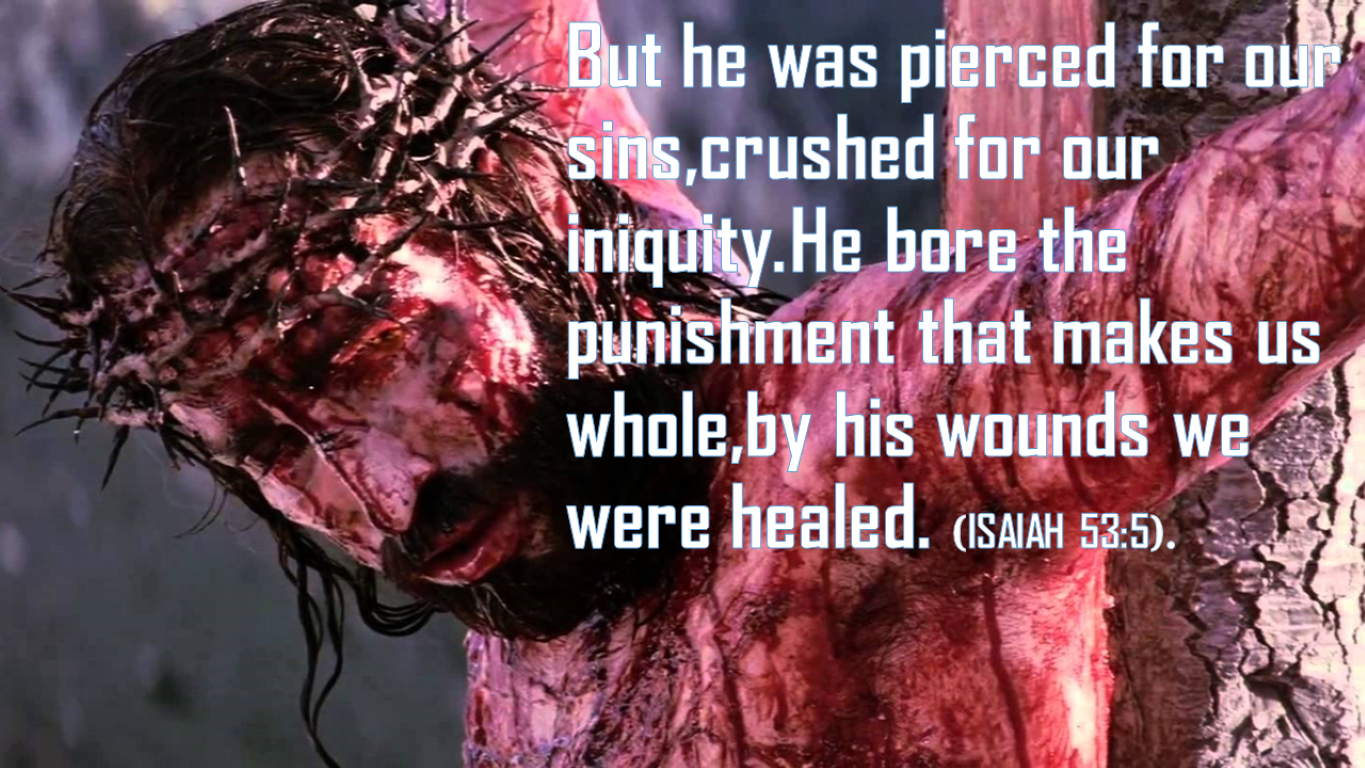 But he was pierced for our
sins,crushed for our
iniquity.He bore the
punishment that makes us
whole,by his wounds we
were healed. (ISAIAH 53:5).